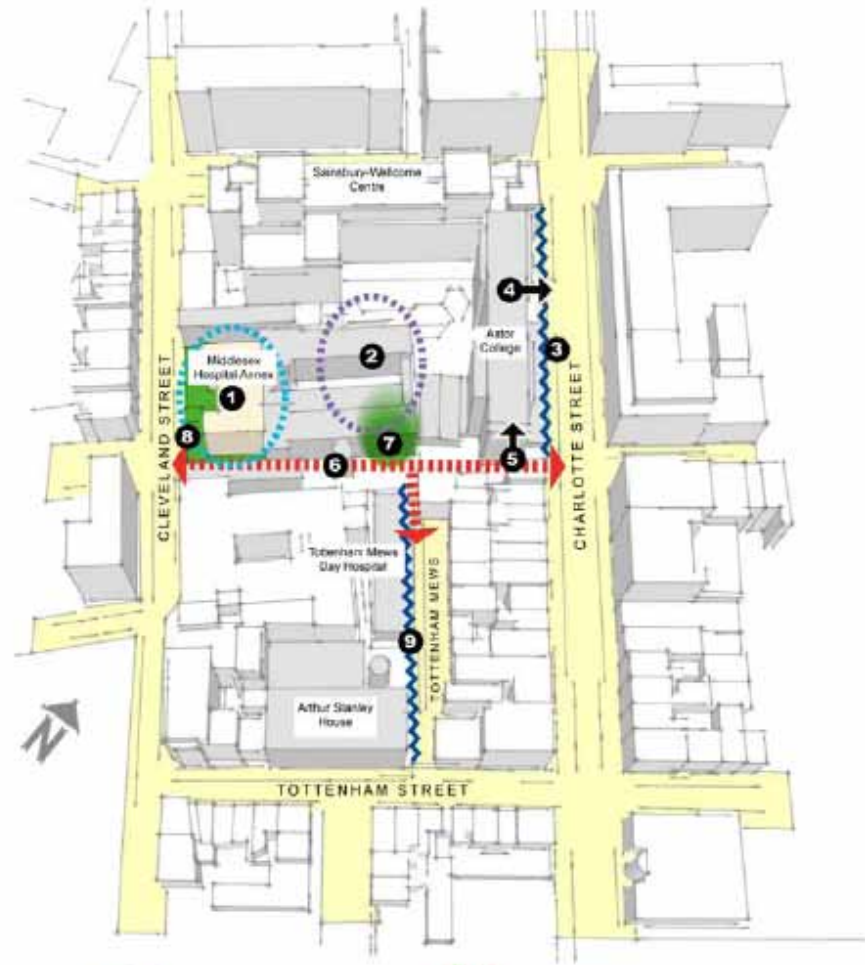 Sainsbury-Wellcome
Centre
4
Astor
College
3
2
Middlesex
Hospital Annex
1
8
7
6
5
CLEVELAND STREET
CHARLOTTE STREET
Tottenham Mews
Day Hospital
TOTTENHAM MEWS
9
Arthur Stanley
House
N
TOTTENHAM STREET